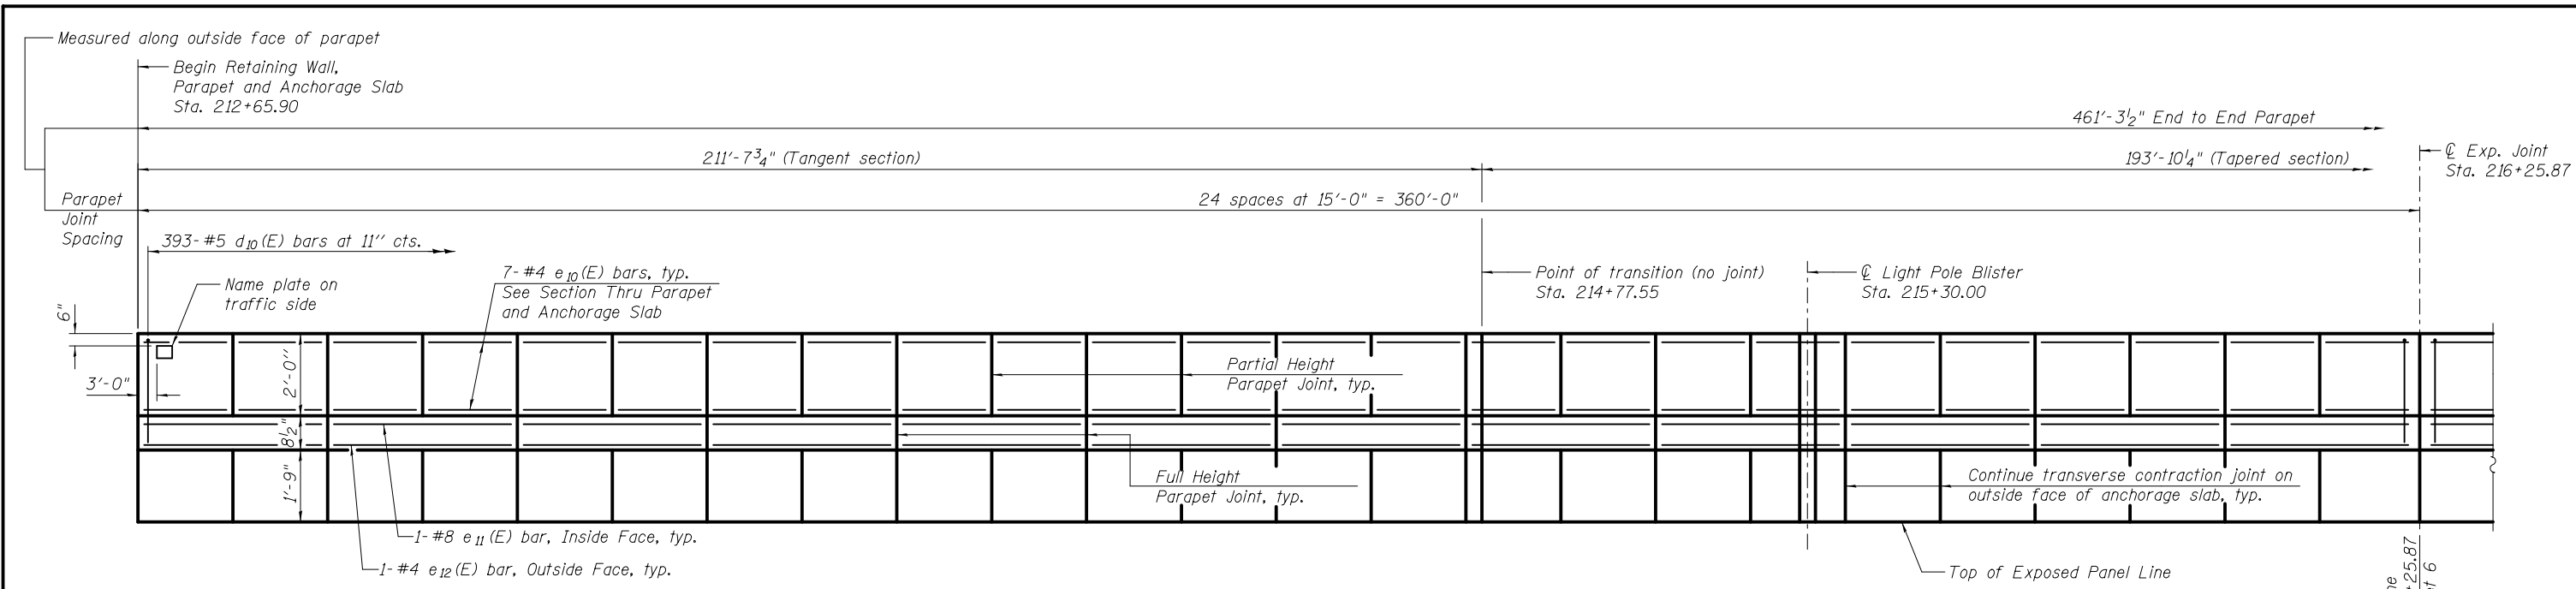 Measured along outside face of parapet
Begin Retaining Wall,
Parapet and Anchorage Slab
Sta. 212+65.90
461'-3½" End to End Parapet
211'-7¾" (Tangent section)
193'-10¼" (Tapered section)
℄ Exp. Joint
Sta. 216+25.87
Parapet
Joint
Spacing
24 spaces at 15'-0" = 360'-0"
393-#5 d10(E) bars at 11" cts.
Name plate on
traffic side
7-#4 e10(E) bars, typ.
See Section Thru Parapet
and Anchorage Slab
Point of transition (no joint)
Sta. 214+77.55
℄ Light Pole Blister
Sta. 215+30.00
6"
3'-0"
2'-0"
8½"
1'-9"
Partial Height
Parapet Joint, typ.
Full Height
Parapet Joint, typ.
Continue transverse contraction joint on
outside face of anchorage slab, typ.
1-#8 e11(E) bar, Inside Face, typ.
1-#4 e12(E) bar, Outside Face, typ.
Top of Exposed Panel Line
+25.87